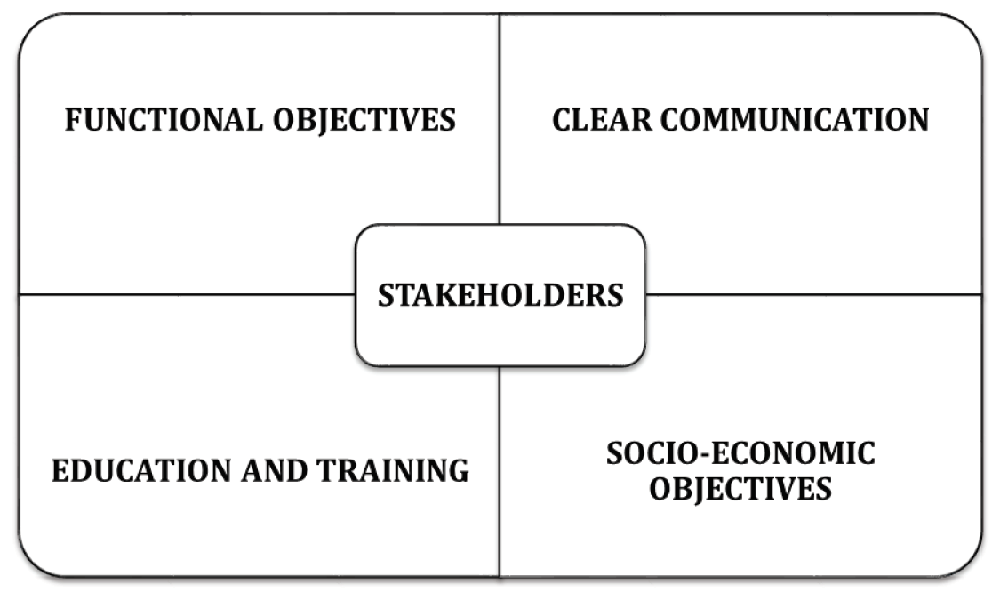 FUNCTIONAL OBJECTIVES
CLEAR COMMUNICATION
STAKEHOLDERS
EDUCATION AND TRAINING
SOCIO-ECONOMIC
OBJECTIVES